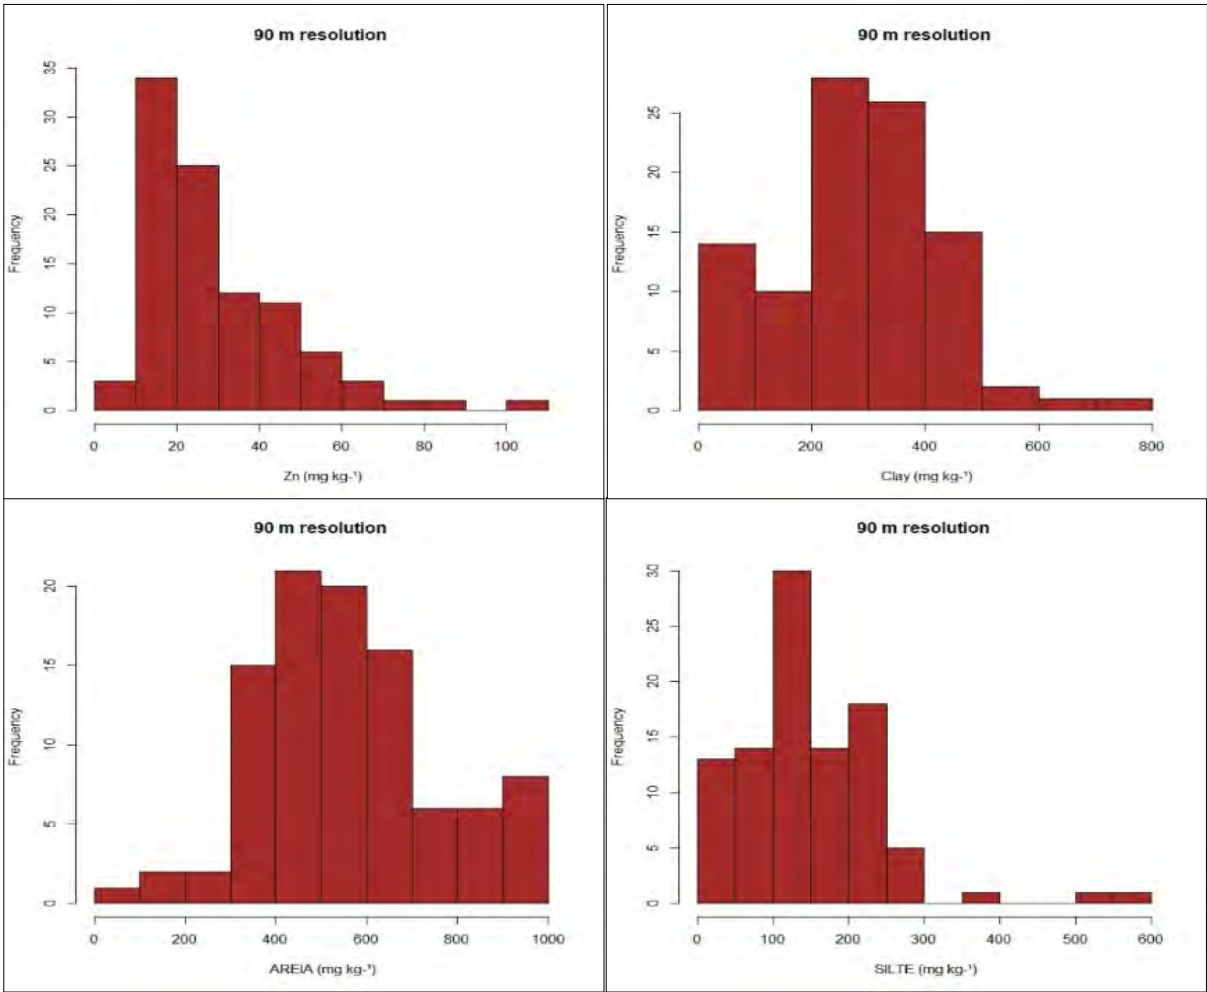 90 m resolution
35
30
25
20
15
10
5
0
Frequency
0 20 40 60 80 100
Zn (mg kg-¹)
90 m resolution
25
20
15
10
5
0
Frequency
0 200 400 600 800
Clay (mg kg-¹)
90 m resolution
20
15
10
5
0
Frequency
0 200 400 600 800 1000
AREIA (mg kg-¹)
90 m resolution
30
25
20
15
10
5
0
Frequency
0 100 200 300 400 500 600
SILTE (mg kg-¹)